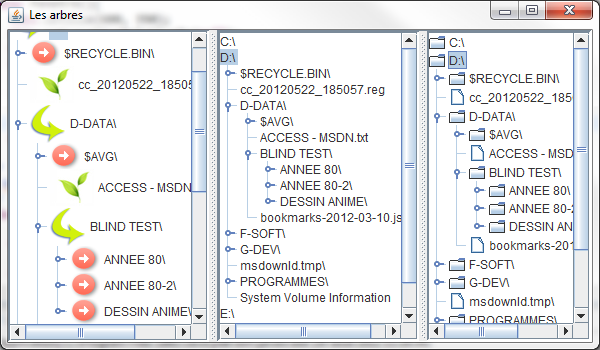 Les arbres
$RECYCLE.BIN\
cc_20120522_1850
D-DATA\
$AVG\
ACCESS - MSDN
BLIND TEST\
ANNEE 80\
ANNEE 80-2\
DESSIN ANIME\
C:\
D:\
$RECYCLE.BIN\
cc_20120522_185057.reg
D-DATA\
$AVG\
ACCESS - MSDN.txt
BLIND TEST\
ANNEE 80\
ANNEE 80-2\
DESSIN ANIME\
bookmarks-2012-03-10.js
F-SOFT\
G-DEV\
msdownld.tmp\
PROGRAMMES\
System Volume Information
E:\
C:\
D:\
$RECYCLE.BIN\
cc_20120522_185
D-DATA\
$AVG\
ACCESS - MSD
BLIND TEST\
ANNEE 80\
ANNEE 80-
DESSIN AN
bookmarks-201
F-SOFT\
G-DEV\
msdownld.tmp\
PROGRAMMES\